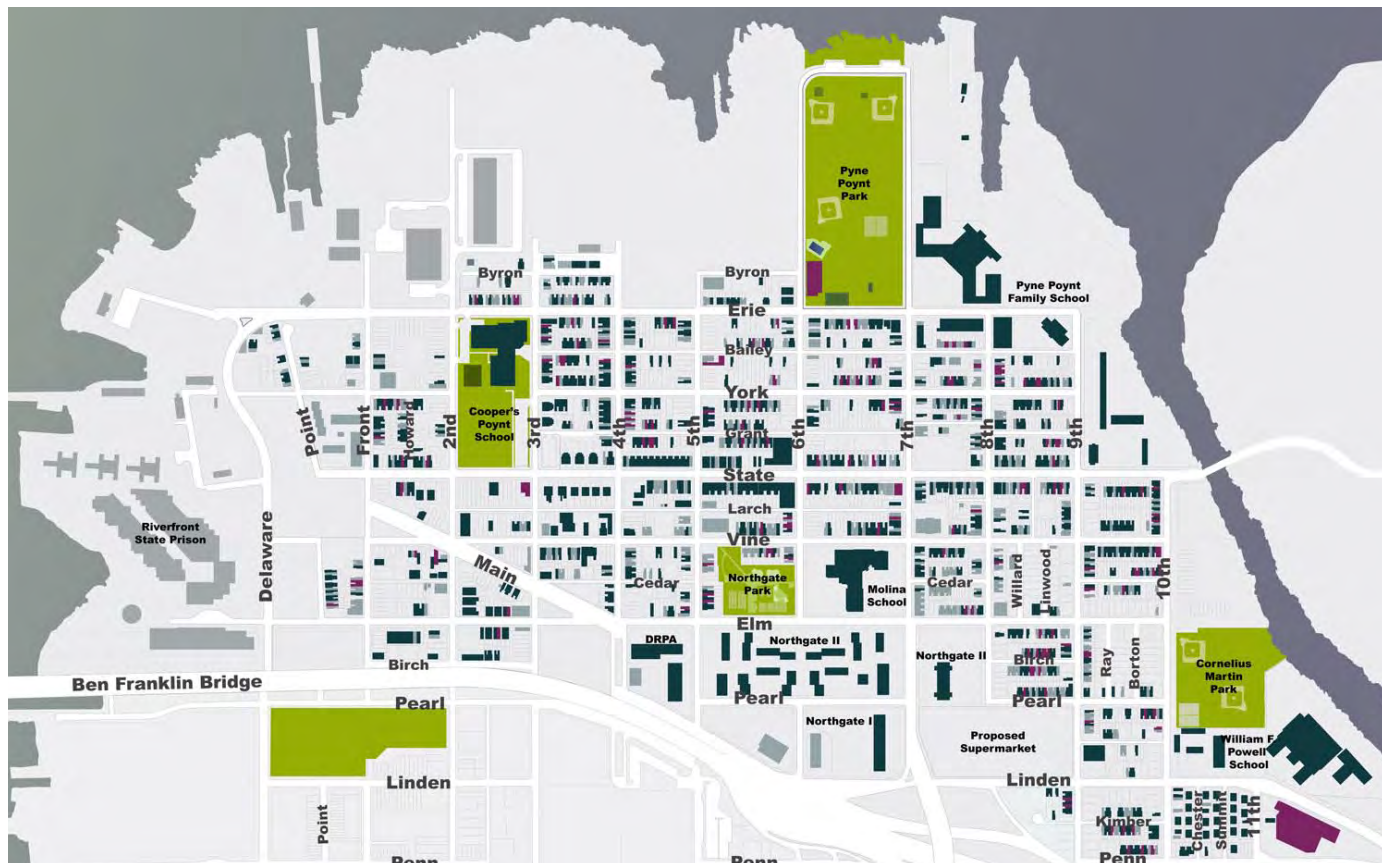 Pyne
Poynt
Park
Byron
Byron
Pyne Poynt
Family School
Erie
Bailey
York
Cooper's
Poynt
School
Point
Front
Howard
2nd
3rd
4th
5th
Grant
6th
7th
8th
9th
State
Larch
Riverfront
State Prison
Delaware
Main
Vine
Cedar
Northgate
Park
Molina
School
Cedar
Willard
Linwood
10th
Elm
DRPA
Northgate II
Northgate II
Birch
Birch
Ray
Borton
Cornelius
Martin
Park
Ben Franklin Bridge
Pearl
Pearl
Pearl
Northgate I
Proposed
Supermarket
William F
Powell
School
Linden
Linden
Point
Kimber
Chester
Summit
11th
Penn
Penn
Penn